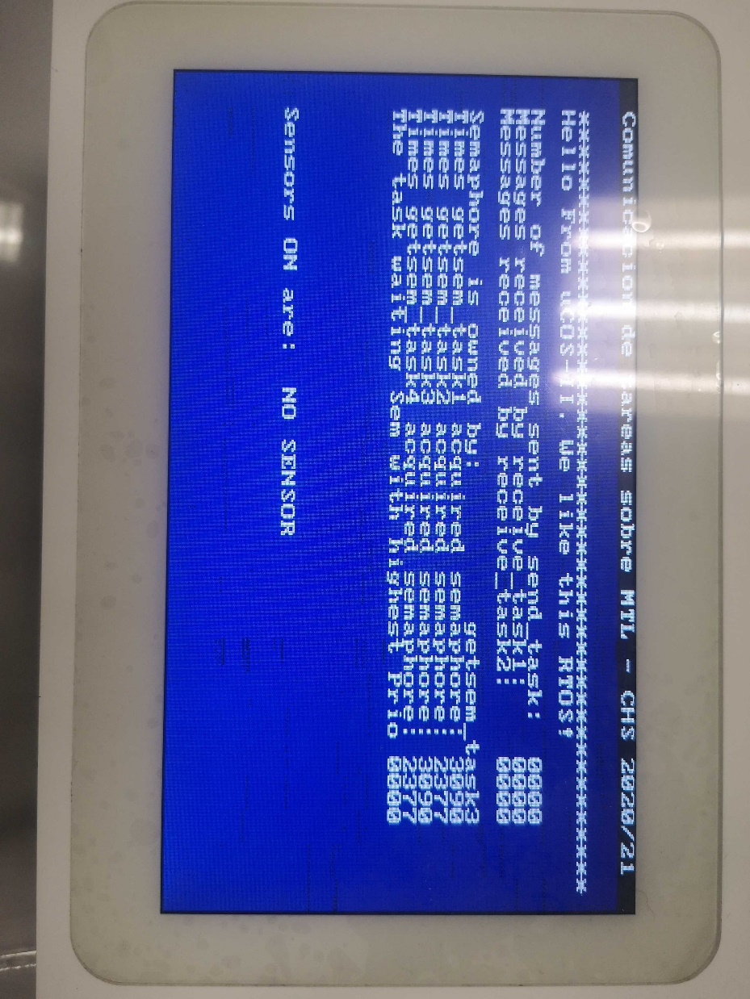 Comunicacion de tareas sobre MTL - CHS 2020/21
**************************************************
Hello From uCOS-II. We like this RTOS!
Number of messages sent by send_task: 0000
Messages received by receive_task1: 0000
Messages received by receive_task2: 0000
Semaphore is owned by: getsem_task3
Times getsem_task1 acquired semaphore: 3090
Times getsem_task2 acquired semaphore: 2377
Times getsem_task3 acquired semaphore: 3090
Times getsem_task4 acquired semaphore: 2377
The task waiting Sem with highest Prio 0000
Sensors ON are: NO SENSOR